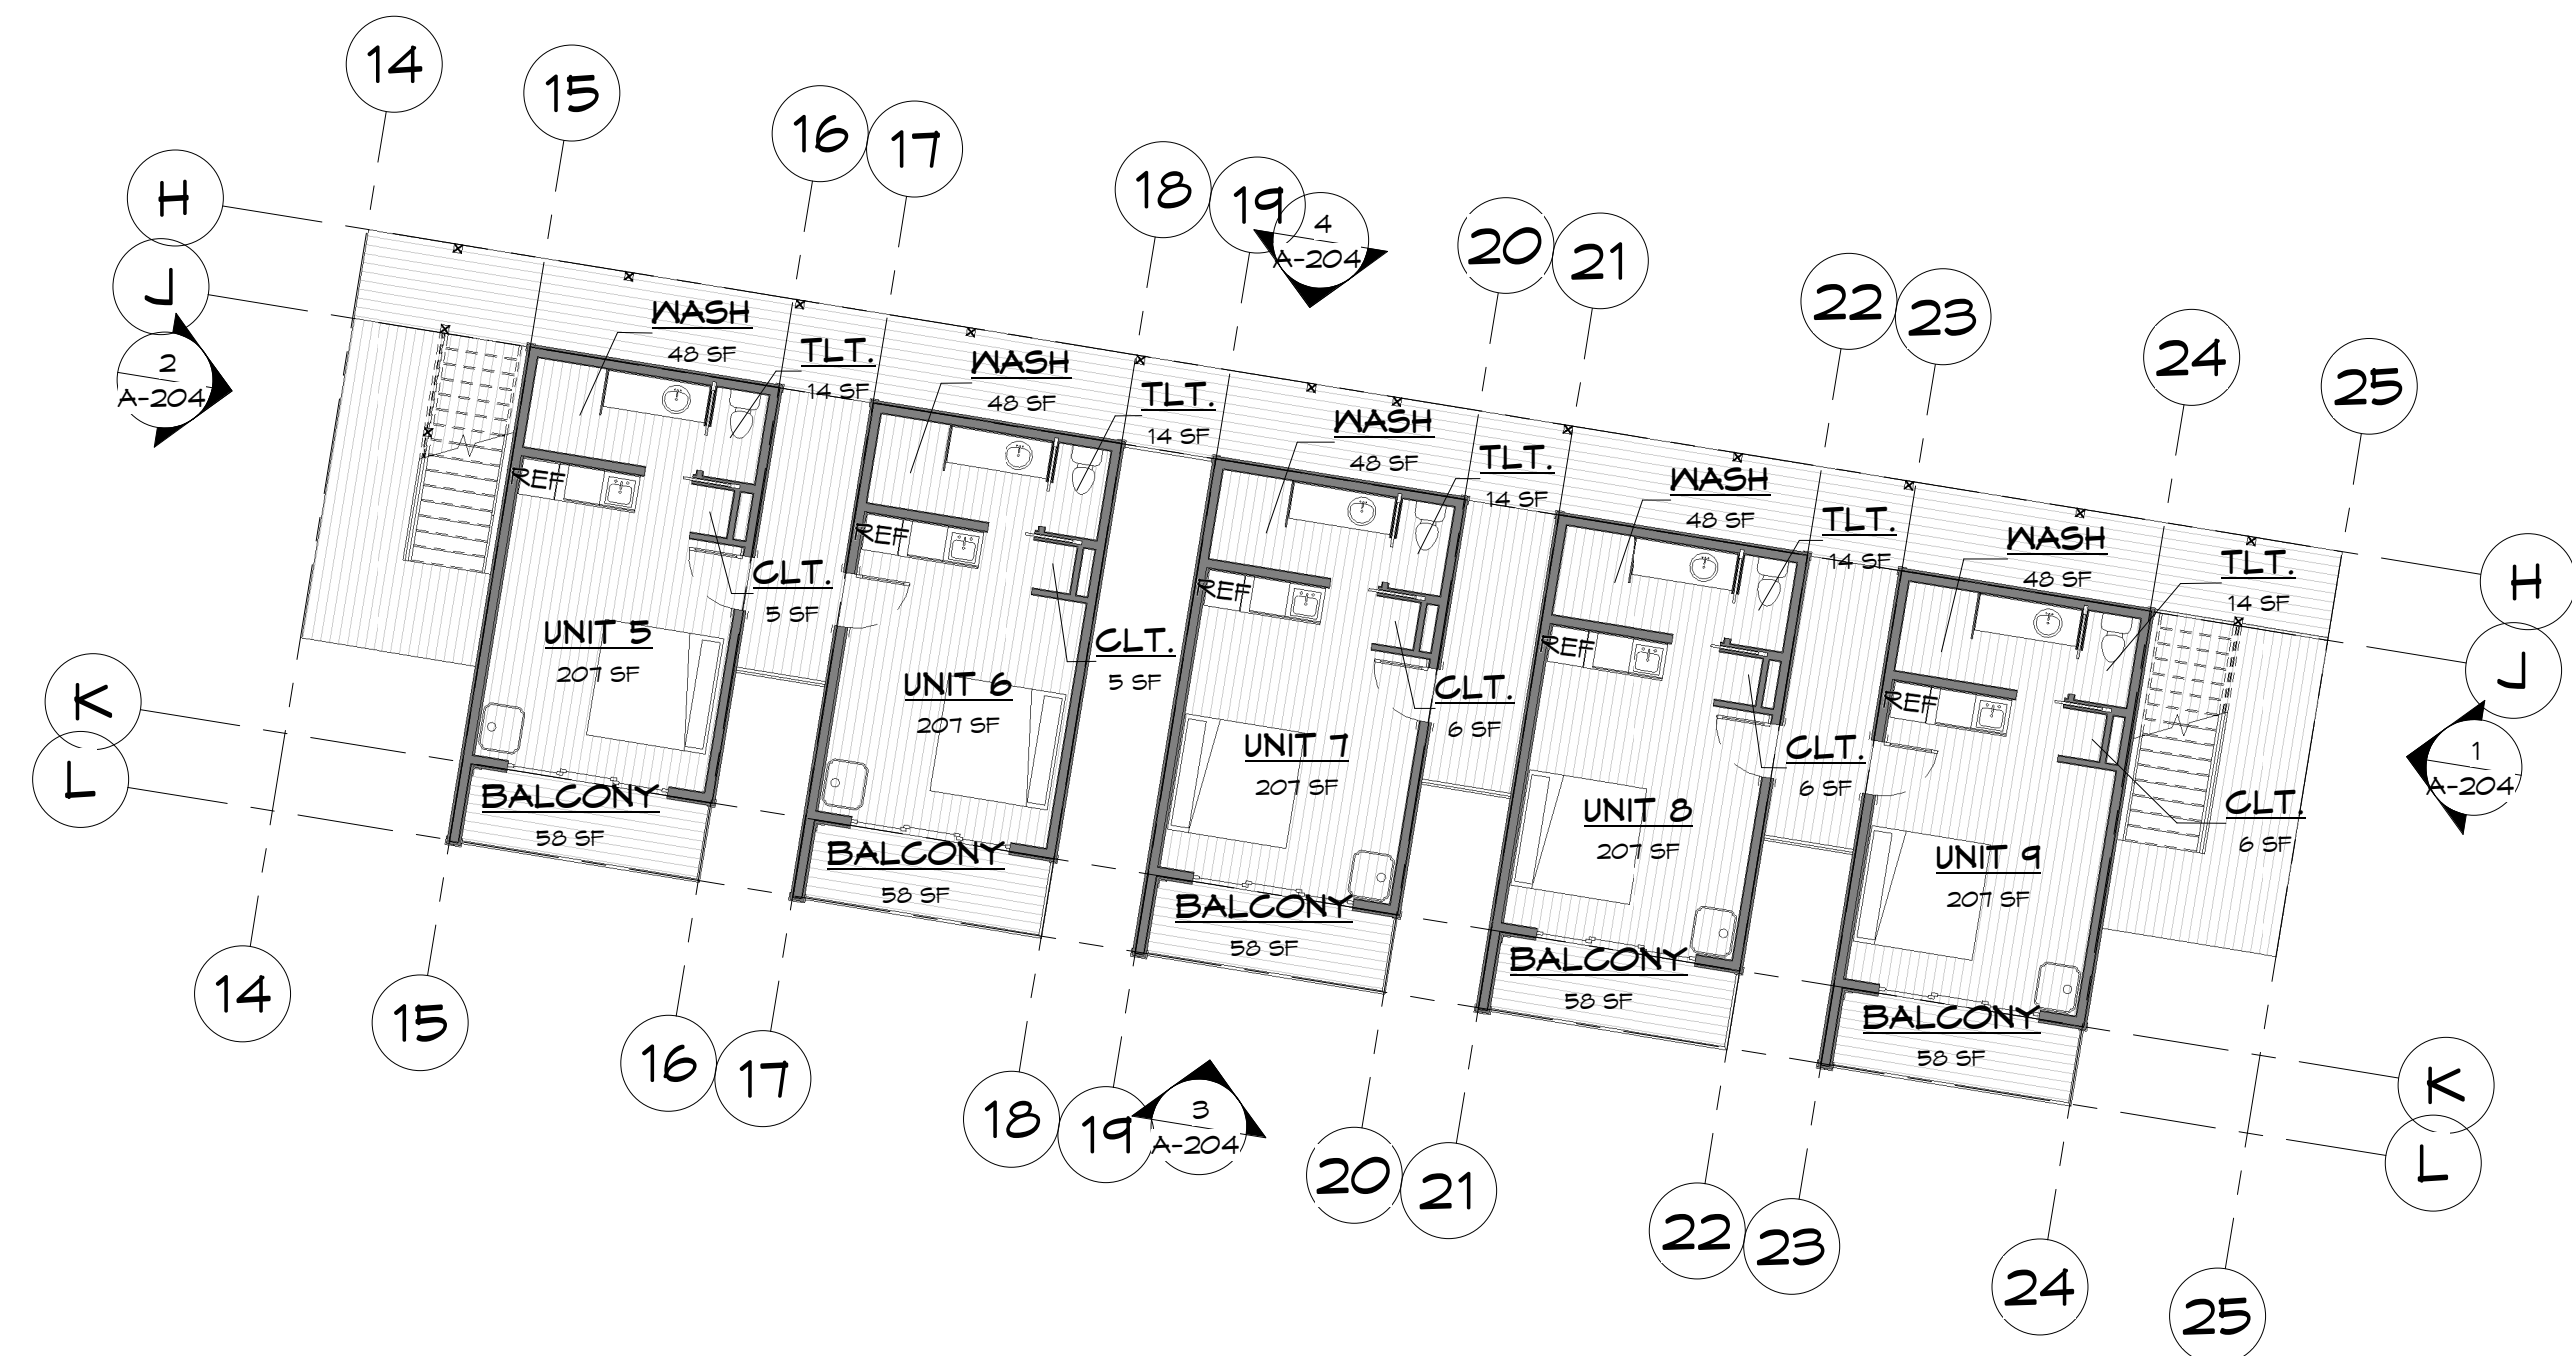 14
15
16
17
18
19
20
21
22
23
24
25
H
J
K
L
H
J
K
L
4
A-204
2
A-204
1
A-204
3
A-204
WASH
48 SF
TLT.
14 SF
REF
CLT.
5 SF
UNIT 5
207 SF
BALCONY
58 SF
WASH
48 SF
TLT.
14 SF
REF
CLT.
5 SF
UNIT 6
207 SF
BALCONY
58 SF
WASH
48 SF
TLT.
14 SF
REF
CLT.
6 SF
UNIT 7
207 SF
BALCONY
58 SF
WASH
48 SF
TLT.
14 SF
REF
CLT.
6 SF
UNIT 8
207 SF
BALCONY
58 SF
WASH
48 SF
TLT.
14 SF
REF
CLT.
6 SF
UNIT 9
207 SF
BALCONY
58 SF
14
15
16
17
18
19
20
21
22
23
24
25